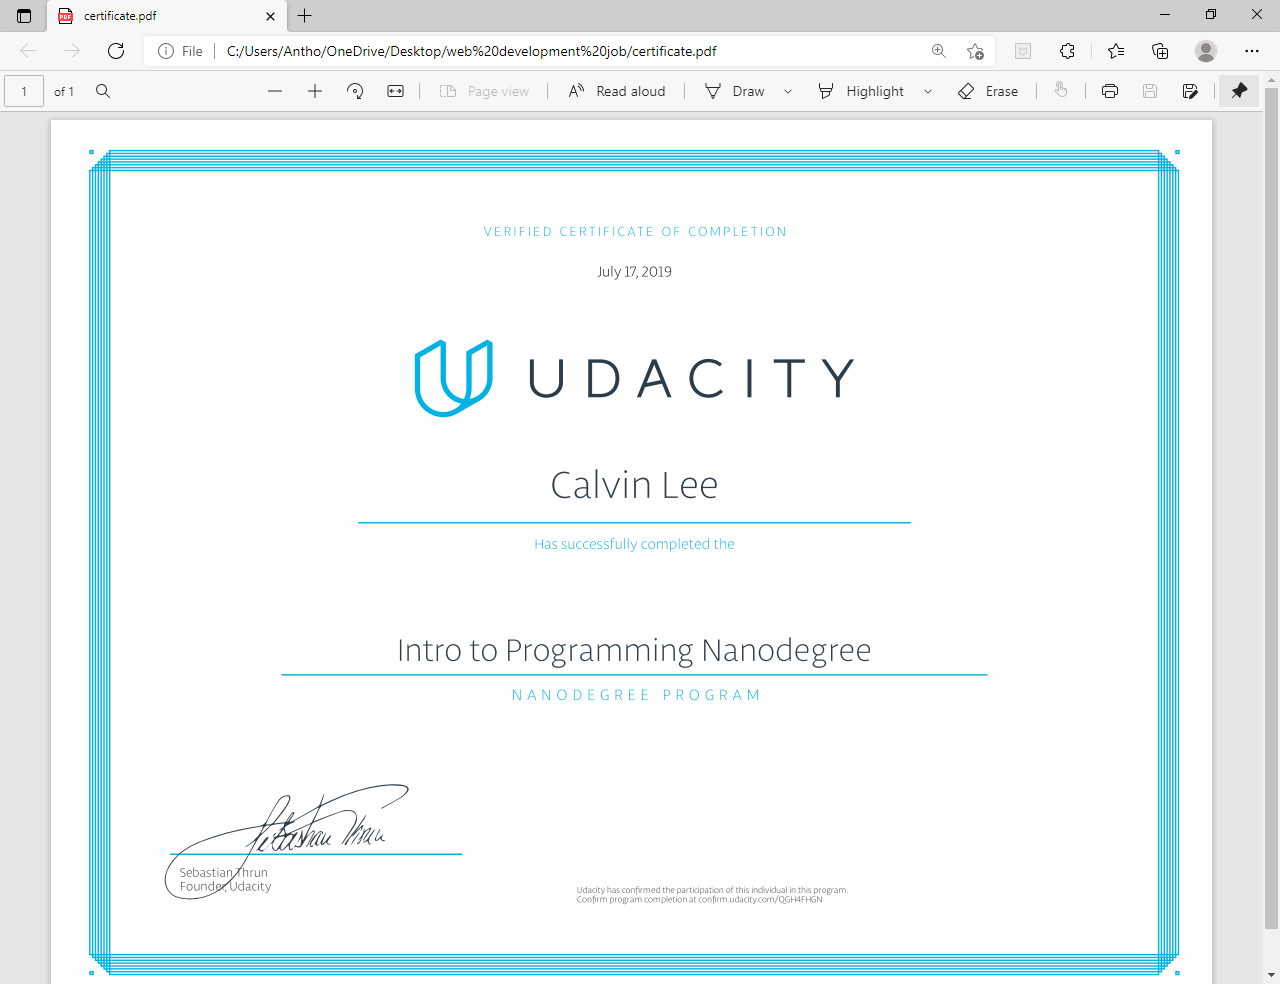 certificate.pdf
File
C:/Users/Antho/OneDrive/Desktop/web%20development%20job/certificate.pdf
1 of 1
Page view
Read aloud
Draw
Highlight
Erase
VERIFIED CERTIFICATE OF COMPLETION
July 17, 2019
UDACITY
Calvin Lee
Has successfully completed the
Intro to Programming Nanodegree
NANODEGREE PROGRAM
Sebastian Thrun
Sebastian Thrun
Founder, Udacity
Udacity has confirmed the participation of this individual in this program.
Confirm program completion at confirm.udacity.com/QGH4FHGN